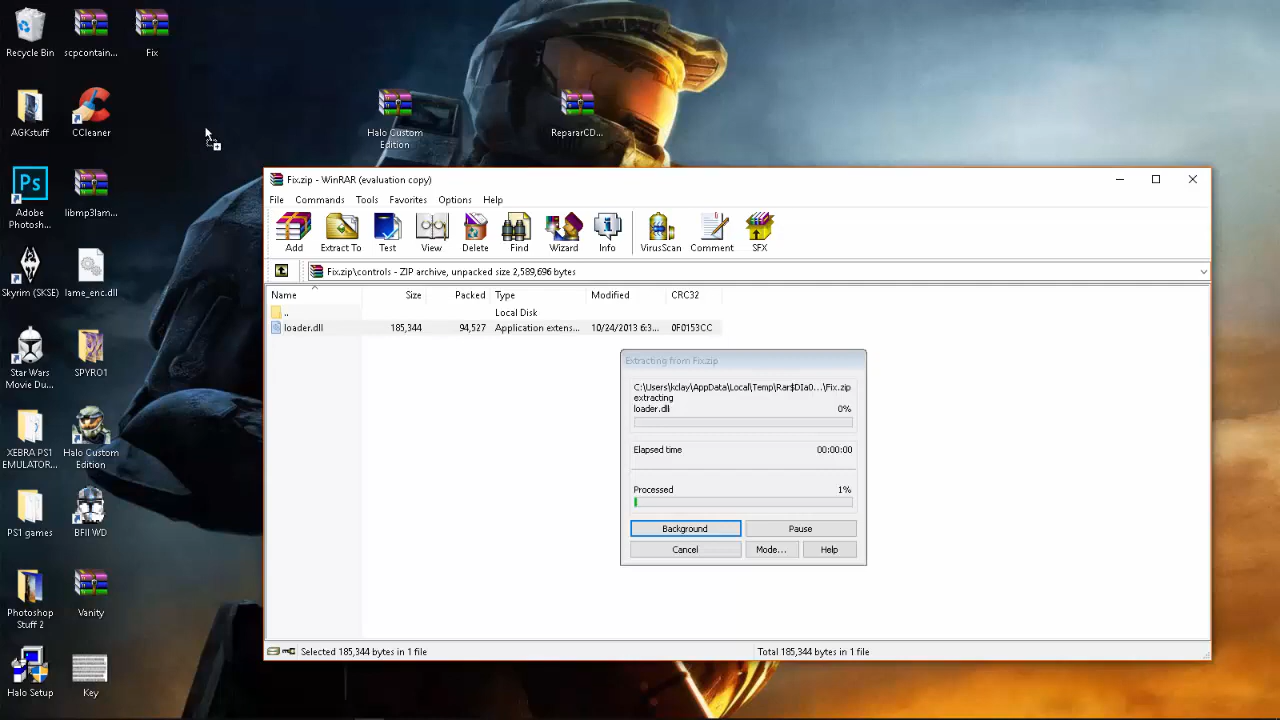 Recycle Bin
scpcontain...
Fix
AGKstuff
CCleaner
Halo Custom
Edition
RepararCD...
Ps
Adobe
Photosh...
libmp3lam...
Skyrim (SKSE)
lame_enc.dll
Star Wars
Movie Du...
SPYRO1
XEBRA PS1
EMULATOR...
Halo Custom
Edition
PS1 games
BFII WD
Photoshop
Stuff 2
Vanity
Halo Setup
Key
Fix.zip - WinRAR (evaluation copy)
File Commands Tools Favorites Options Help
Add Extract To Test View Delete Find Wizard Info VirusScan Comment SFX
Fix.zip\controls - ZIP archive, unpacked size 2,589,696 bytes
Name Size Packed Type Modified CRC32
.. Local Disk
loader.dll 185,344 94,527 Application extens... 10/24/2013 6:3... 0F0153CC
Extracting from Fix.zip
C:\Users\kclay\AppData\Local\Temp\Rar$DIa0...\Fix.zip
extracting
loader.dll 0%
Elapsed time 00:00:00
Processed 1%
Background Pause
Cancel Mode... Help
Selected 185,344 bytes in 1 file
Total 185,344 bytes in 1 file